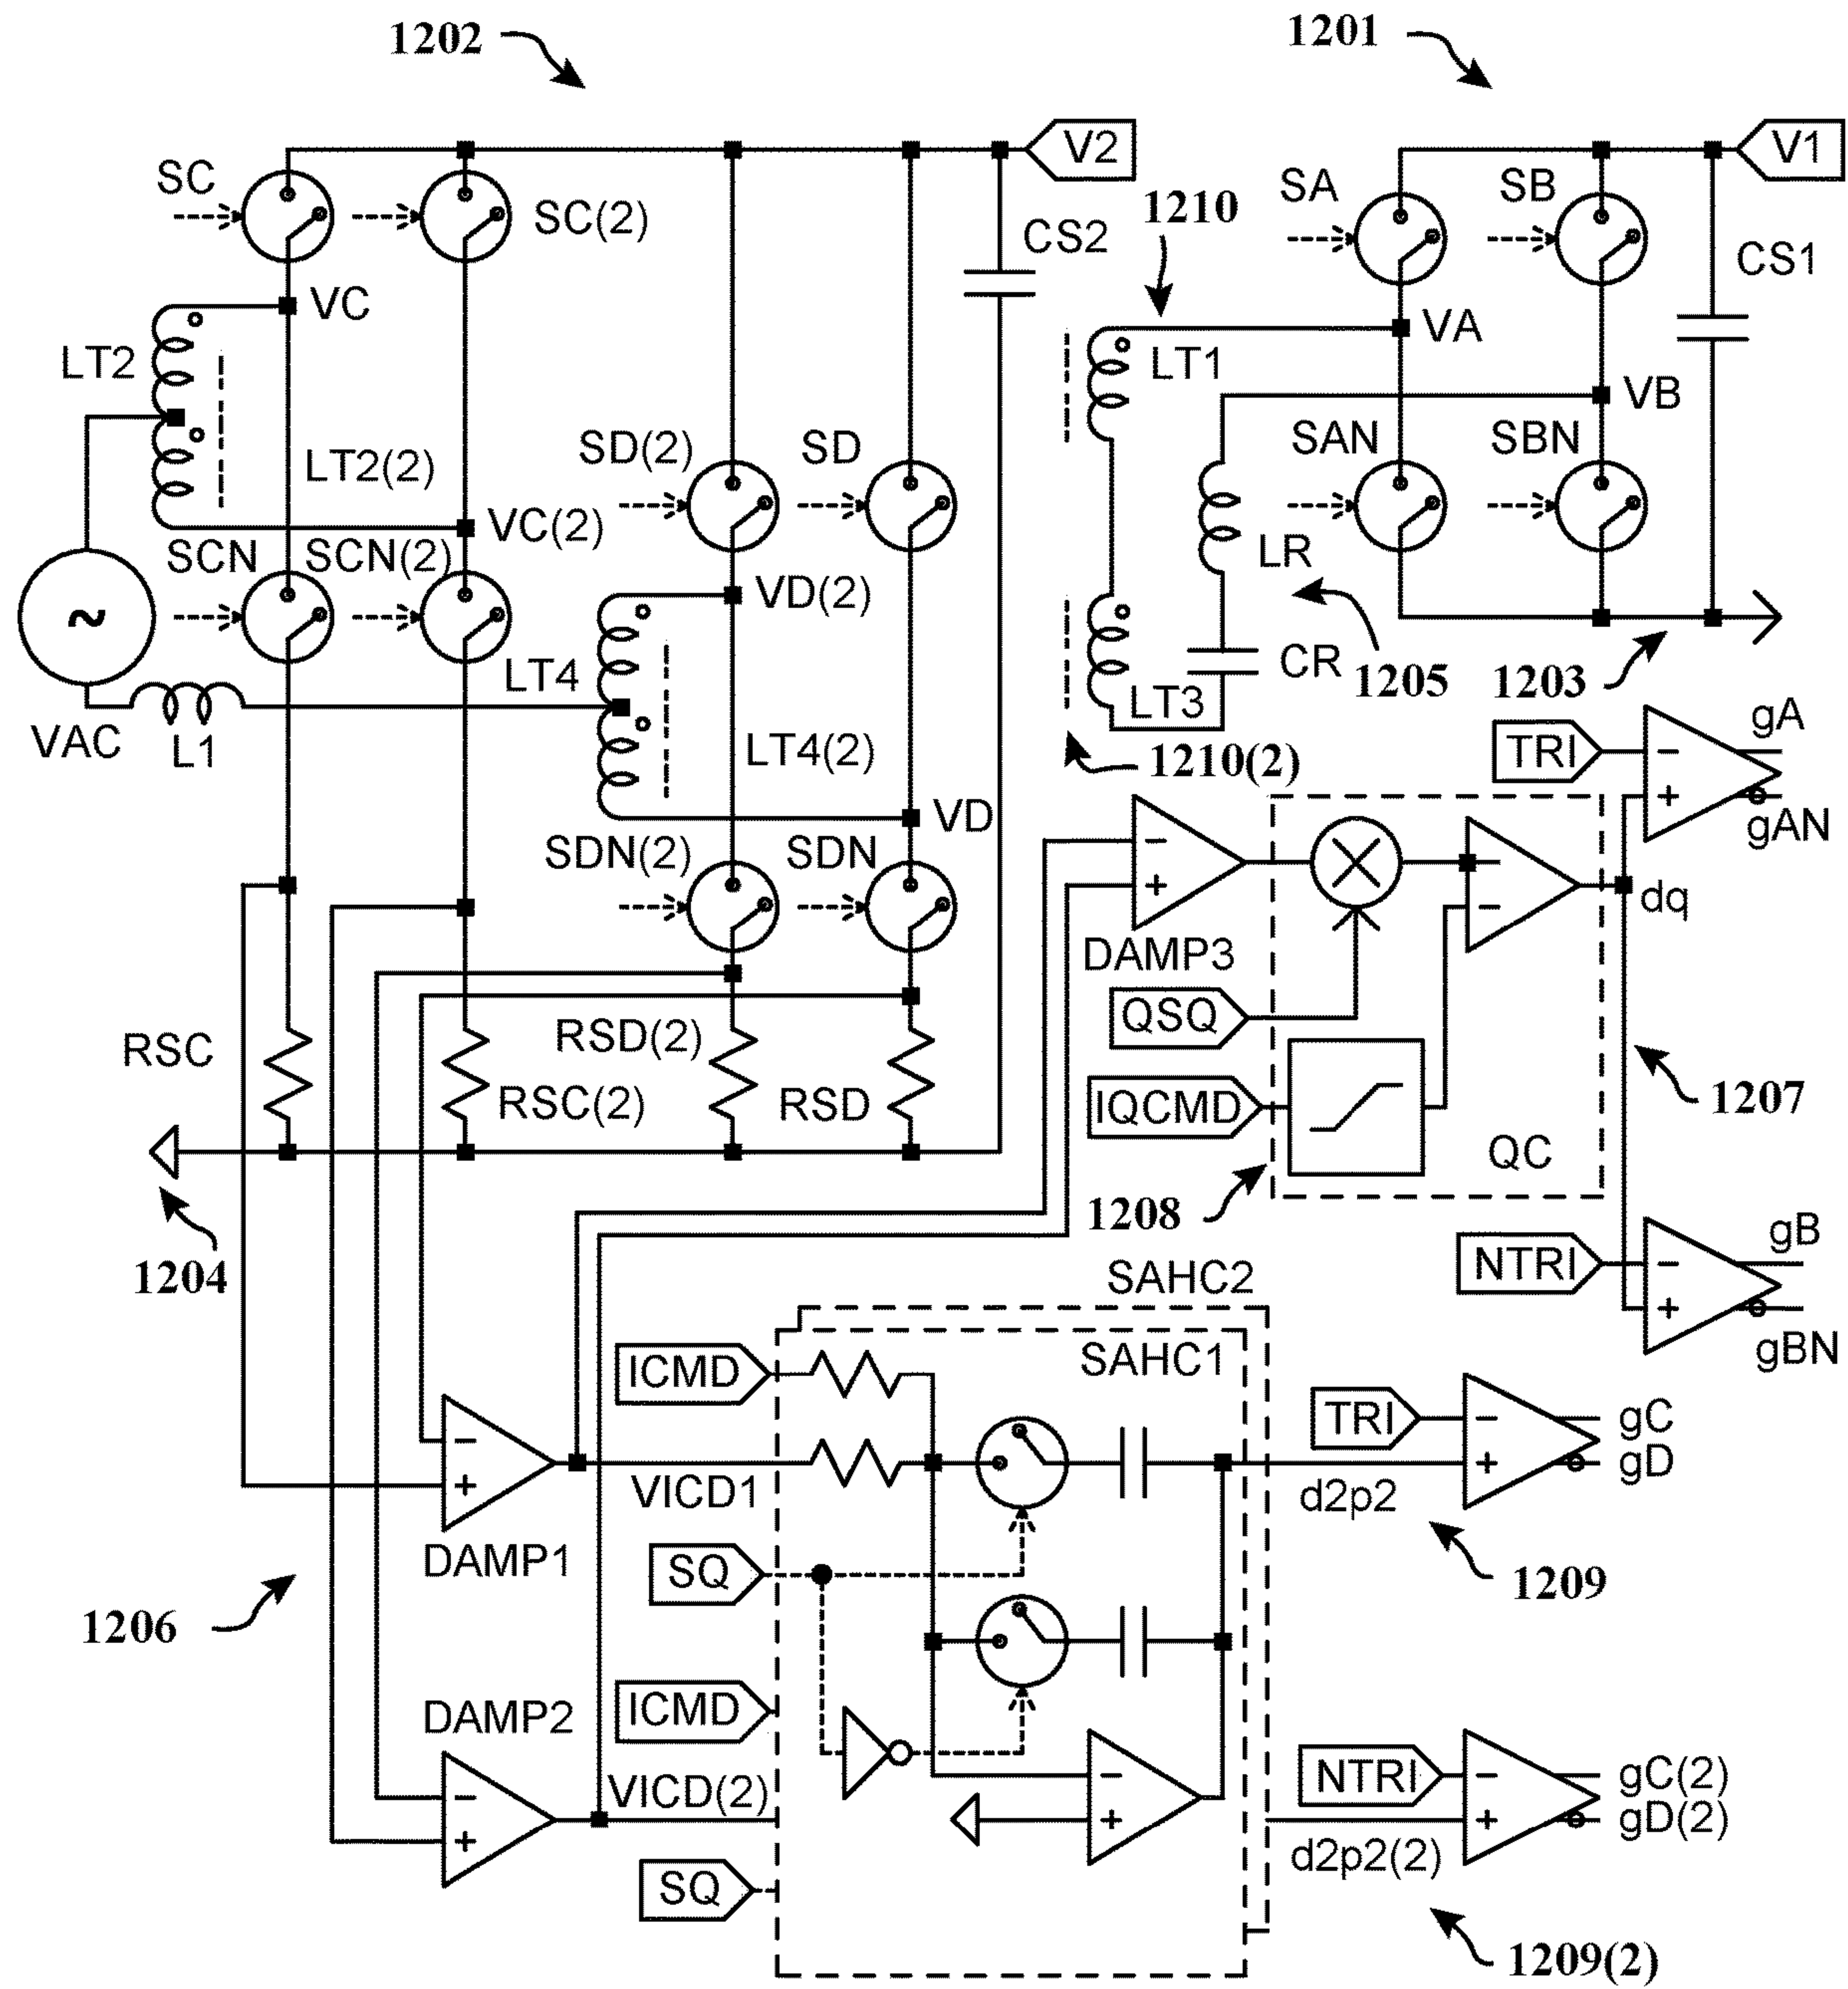 1202
1201
V2
V1
SC
SC(2)
SA
SB
1210
CS2
CS1
VC
VA
LT2
LT1
VB
LT2(2)
SD(2)
SD
SAN
SBN
VC(2)
SCN
SCN(2)
LR
VD(2)
~
LT4
CR
1205
1203
LT3
VAC
L1
LT4(2)
1210(2)
TRI
gA
-
+
gAN
VD
SDN(2)
SDN
-
+
DAMP3
-
dq
QSQ
RSC
RSD(2)
RSC(2)
RSD
IQCMD
1207
QC
1208
1204
gB
NTRI
-
+
gBN
SAHC2
SAHC1
ICMD
TRI
-
+
gC
gD
-
+
VICD1
d2p2
DAMP1
SQ
1209
1206
ICMD
DAMP2
NTRI
-
+
gC(2)
gD(2)
-
+
VICD(2)
-
+
d2p2(2)
SQ
1209(2)